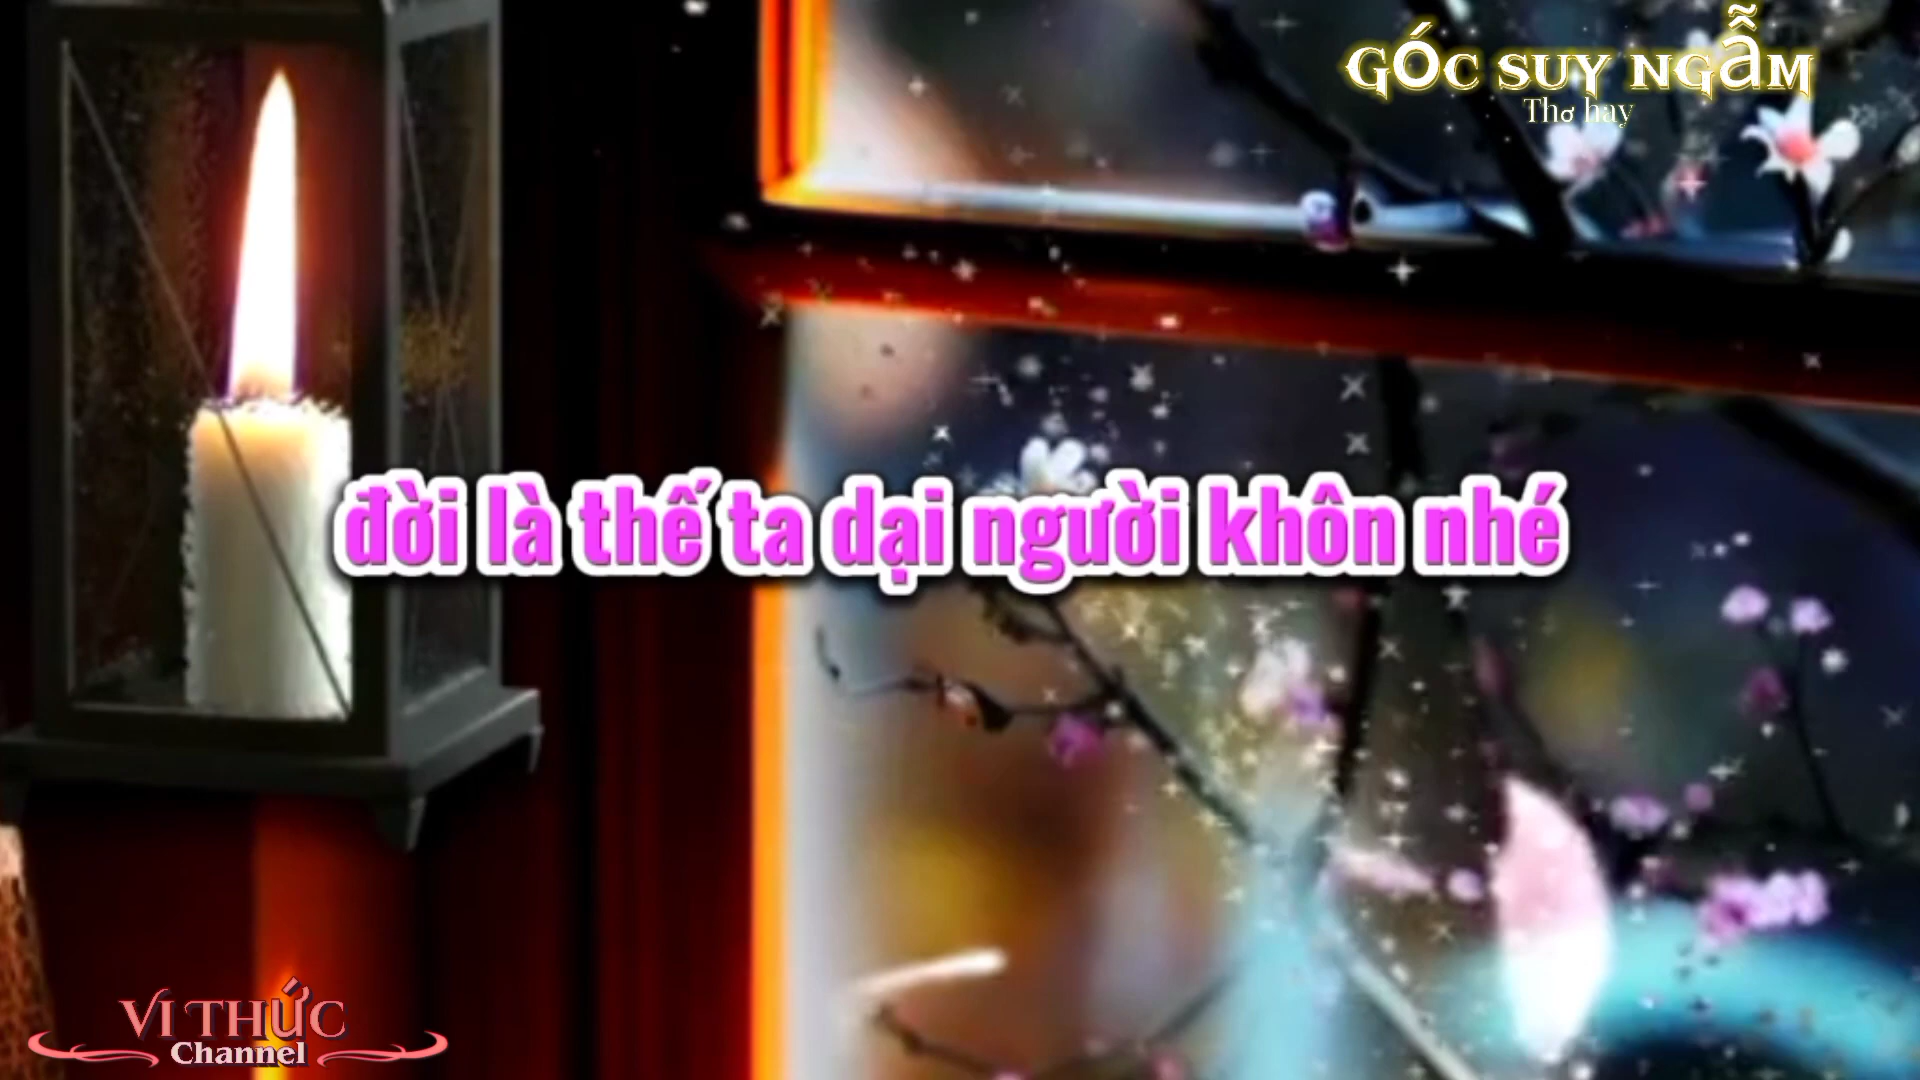 GÓC SUY NGẪM
Thơ hay
đời là thế ta dại người khôn nhé
VI THỨC
Channel